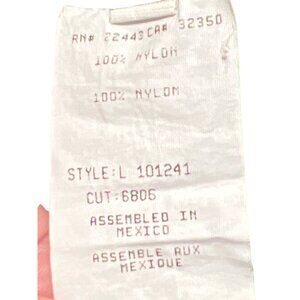 RN# 22443 CA# 32350
100% NYLON
100% NYLON
STYLE:L 101241
CUT:6806
ASSEMBLED IN
MEXICO
ASSEMBLE AUX
MEXIQUE